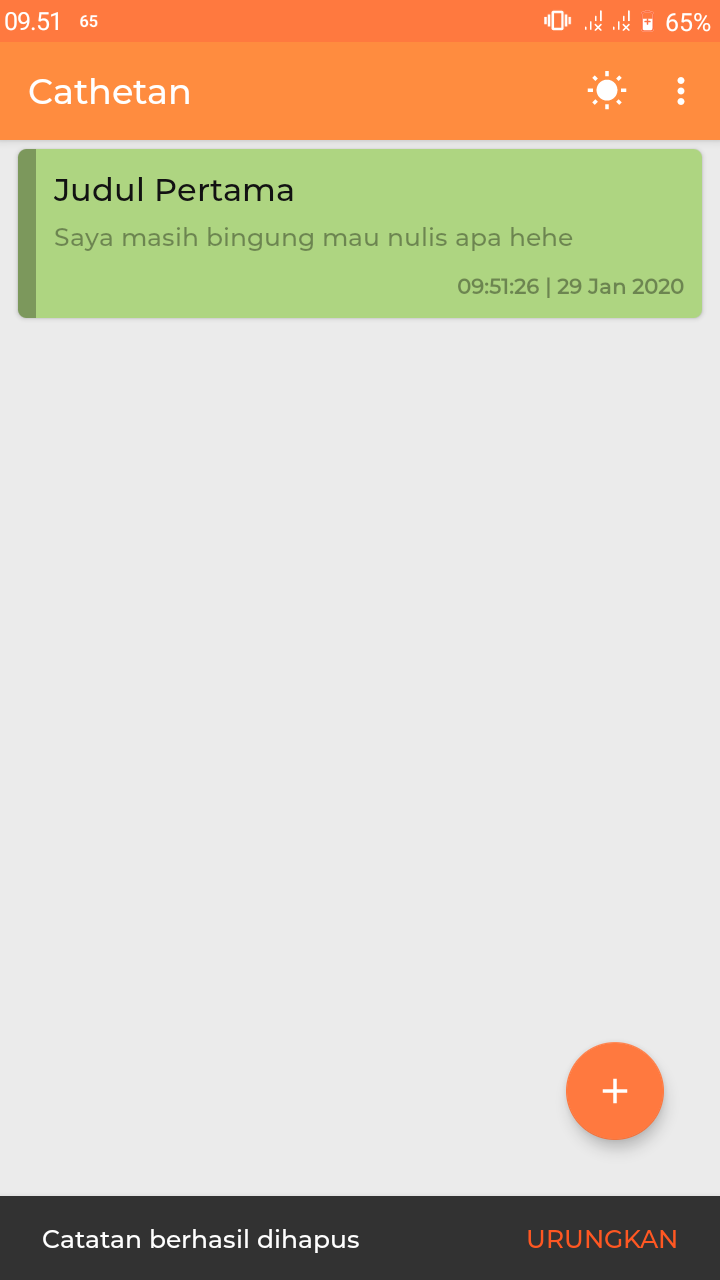 09.51 65 65%
Cathetan
Judul Pertama
Saya masih bingung mau nulis apa hehe
09:51:26 | 29 Jan 2020
Catatan berhasil dihapus URUNGKAN